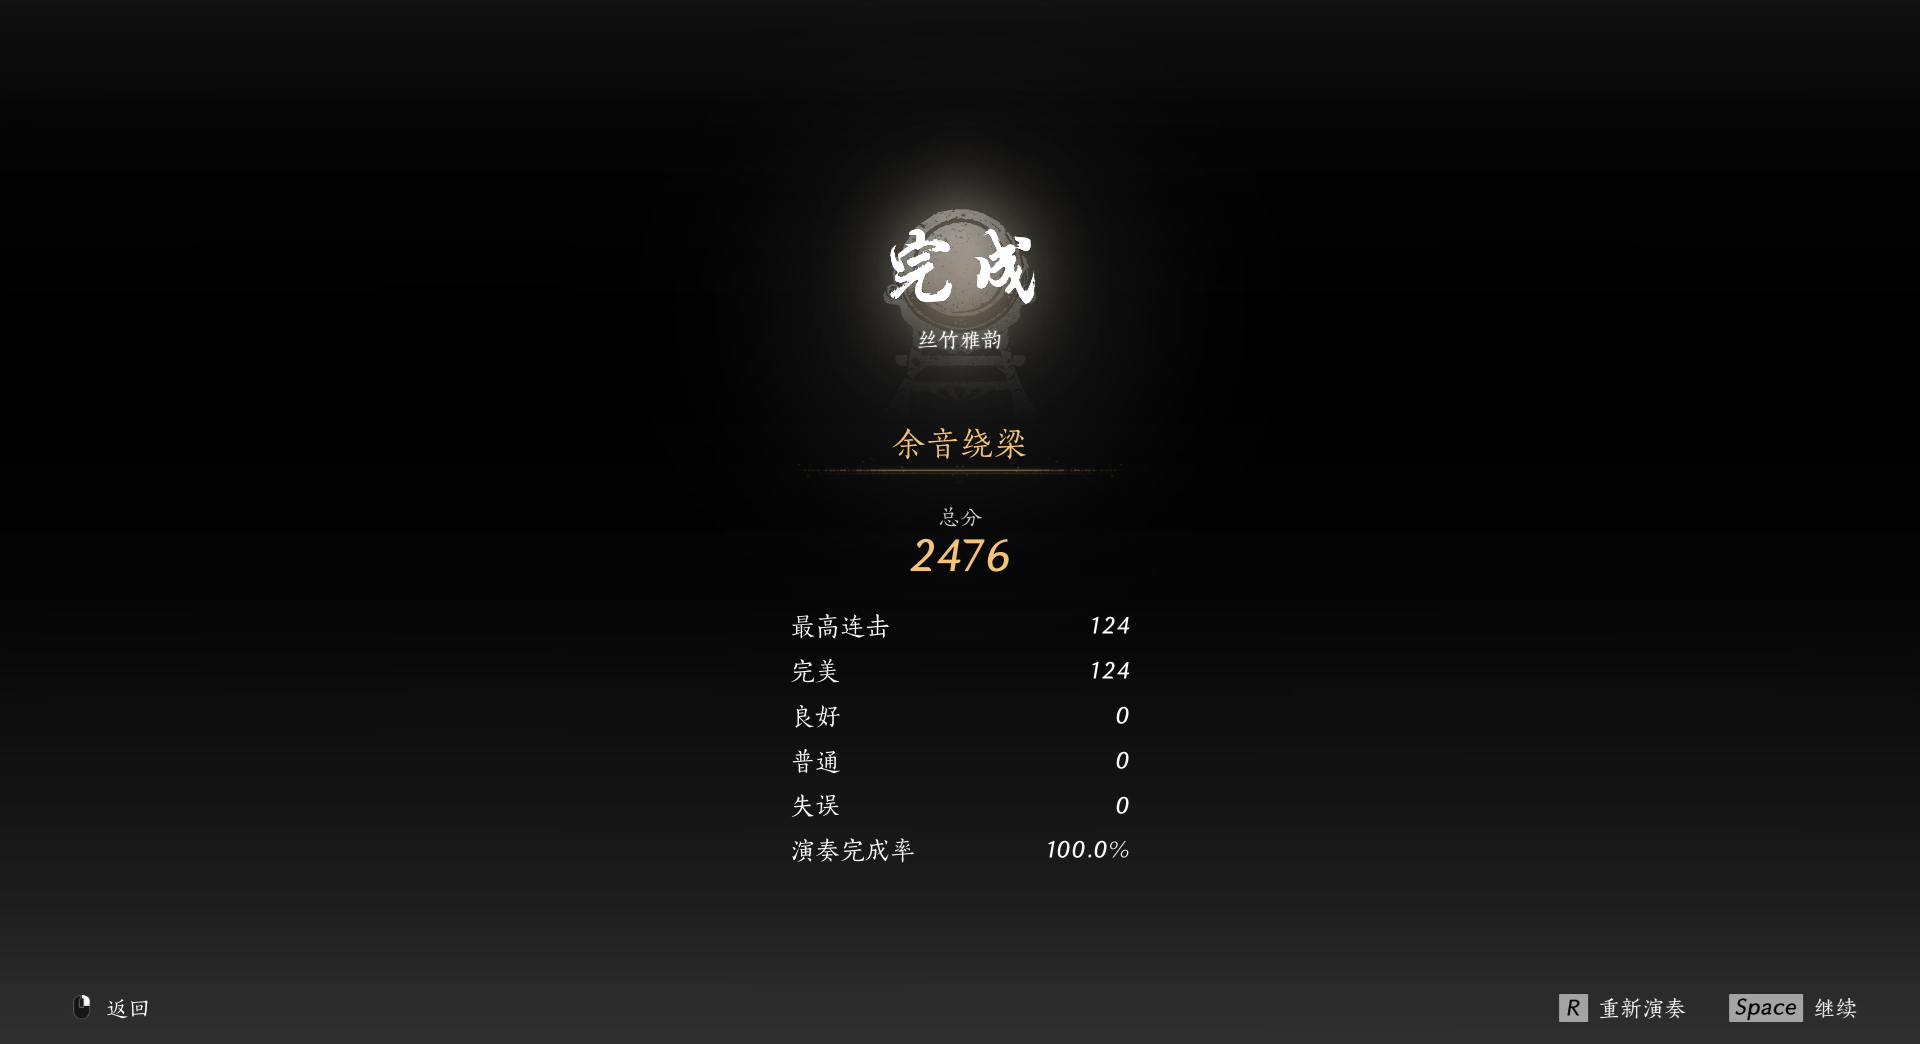 完成
丝竹雅韵
余音绕梁
总分
2476
最高连击 124
完美 124
良好 0
普通 0
失误 0
演奏完成率 100.0%
返回 R 重新演奏 Space 继续